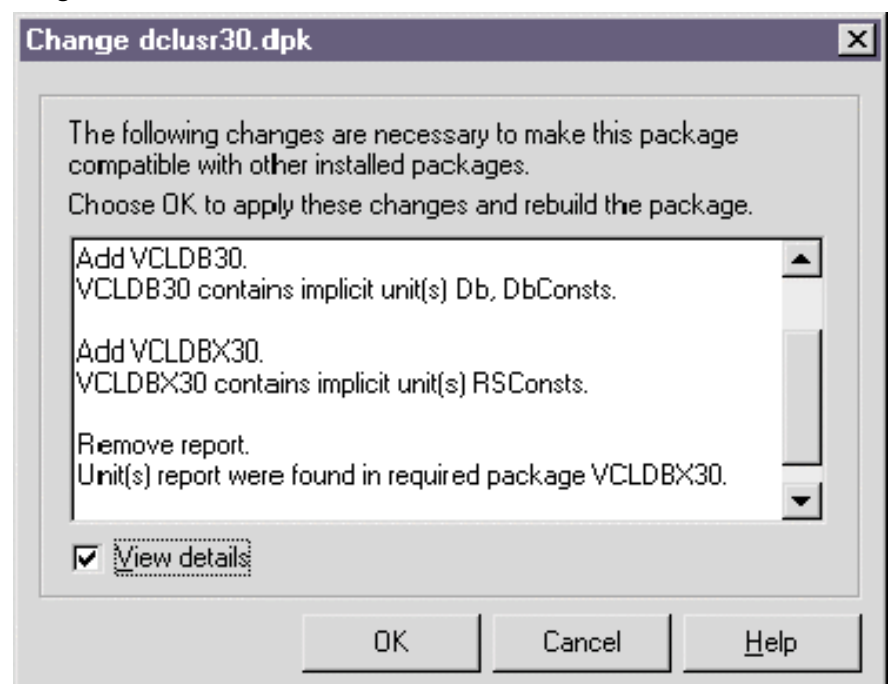 Change dclusr30.dpk
The following changes are necessary to make this package
compatible with other installed packages.
Choose OK to apply these changes and rebuild the package.
Add VCLDB30.
VCLDB30 contains implicit unit(s) Db, DbConsts.
Add VCLDBX30.
VCLDBX30 contains implicit unit(s) RSConsts.
Remove report.
Unit(s) report were found in required package VCLDBX30.
View details
OK Cancel Help